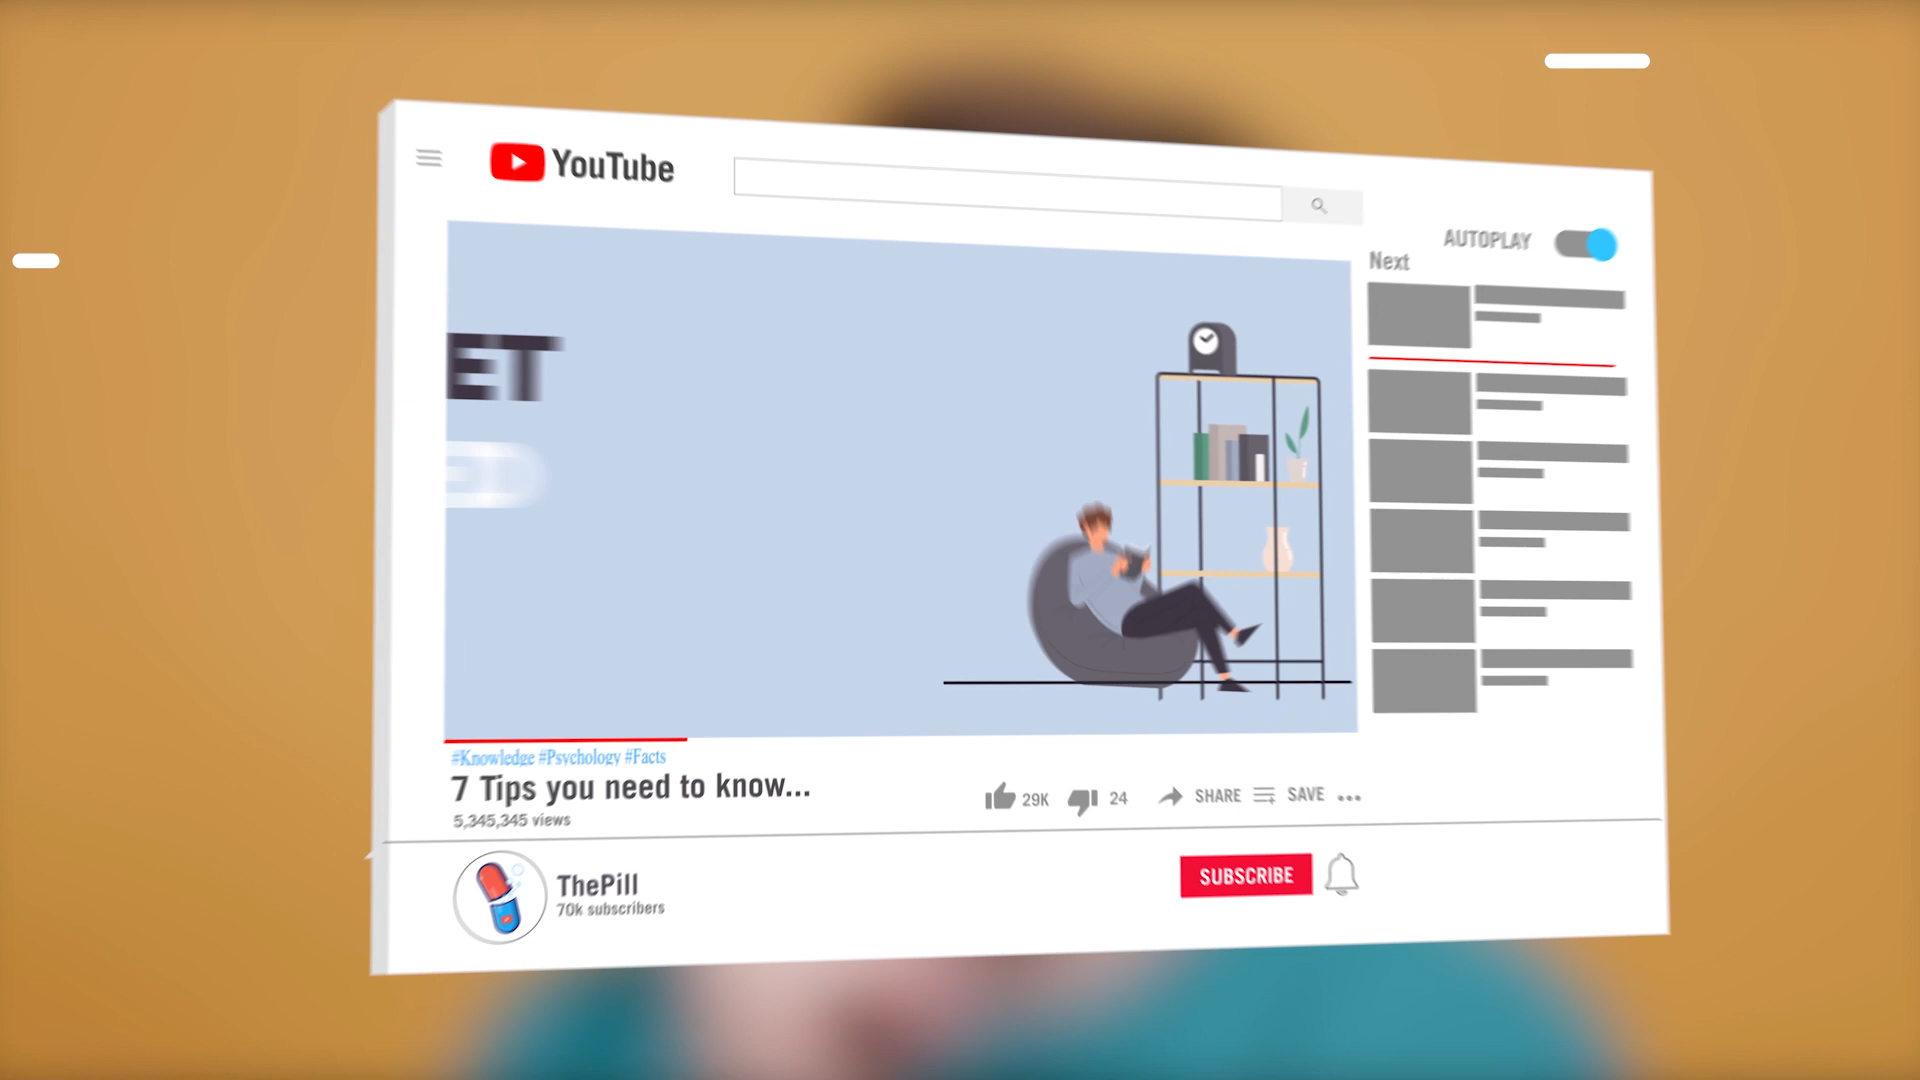 YouTube
AUTOPLAY
Next
ET
#Knowledge #Psychology #Facts
7 Tips you need to know...
5,345,345 views
29K
24
SHARE
SAVE
ThePill
70k subscribers
SUBSCRIBE